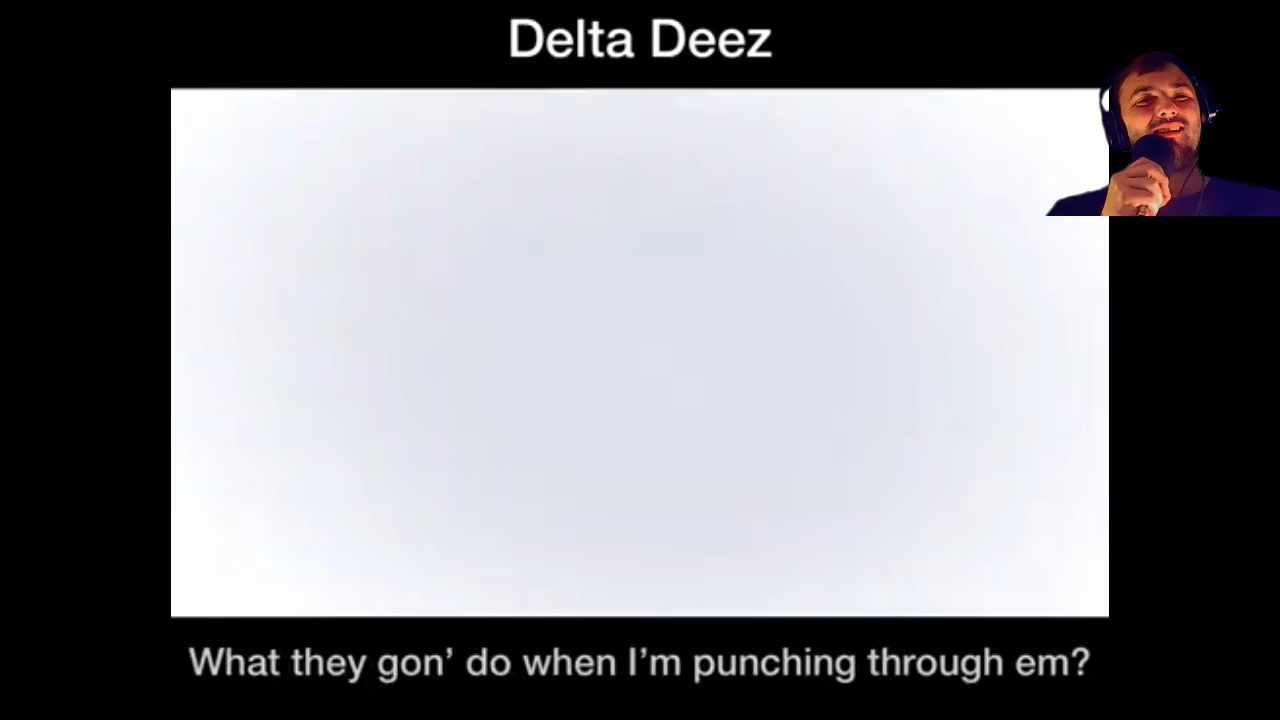 Delta Deez
What they gon’ do when I’m punching through em?